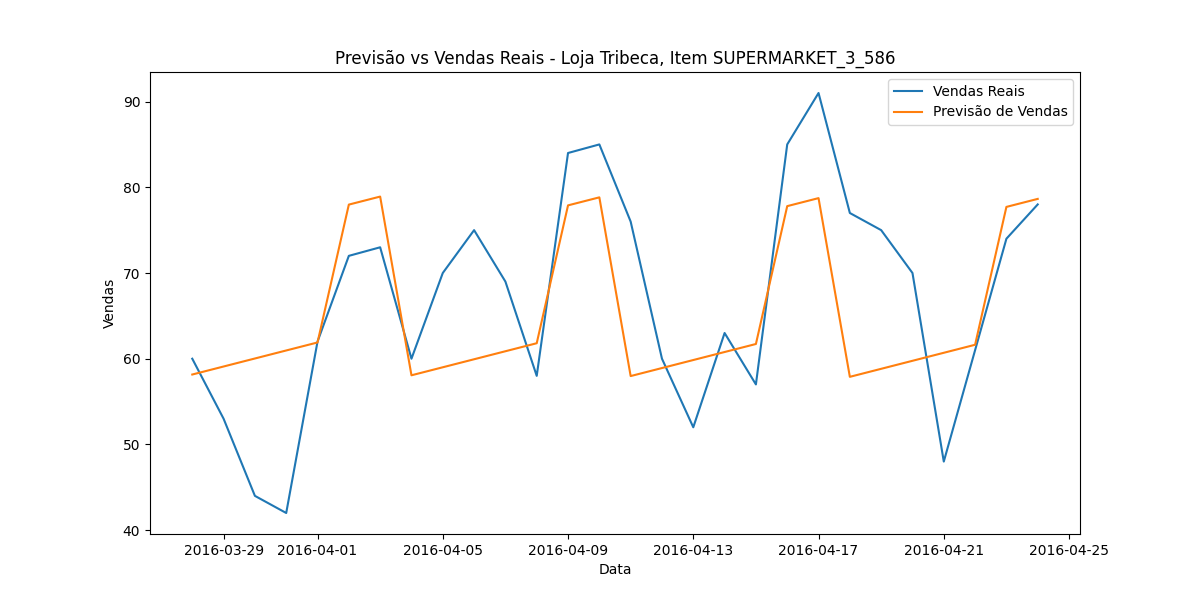 Previsão vs Vendas Reais - Loja Tribeca, Item SUPERMARKET_3_586
Vendas Reais
Previsão de Vendas
90
80
70
60
50
40
Vendas
2016-03-29 2016-04-01 2016-04-05 2016-04-09 2016-04-13 2016-04-17 2016-04-21 2016-04-25
Data